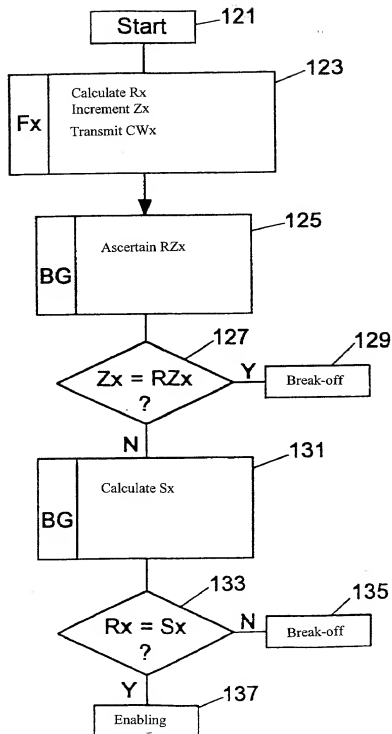 Start
121
123
Fx
Calculate Rx
Increment Zx
Transmit CWx
125
BG
Ascertain RZx
127
Zx = RZx
?
Y
129
Break-off
N
131
BG
Calculate Sx
133
Rx = Sx
?
N
135
Break-off
Y
137
Enabling